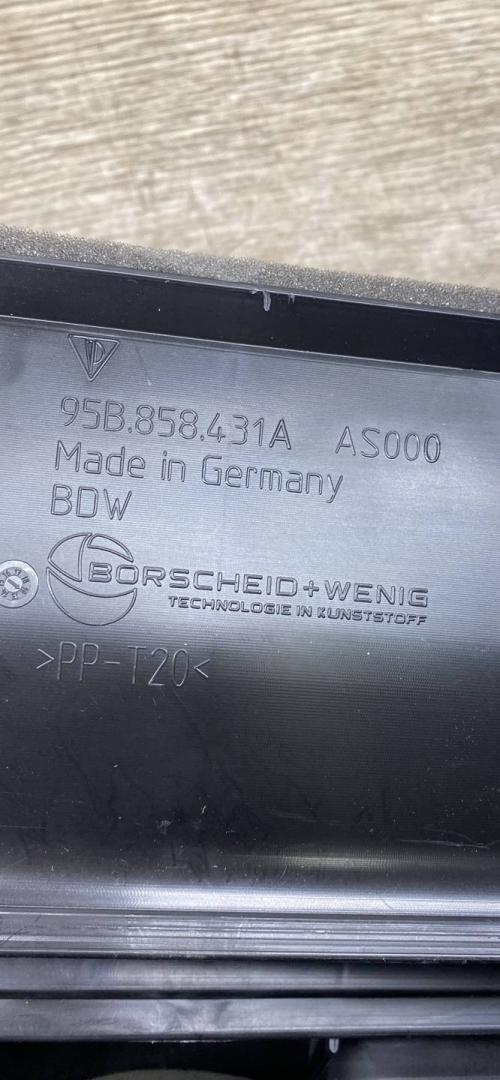 95B.858.431A AS000
Made in Germany
BDW
BORSCHEID+WENIG
TECHNOLOGIE IN KUNSTSTOFF
>PP-T20<